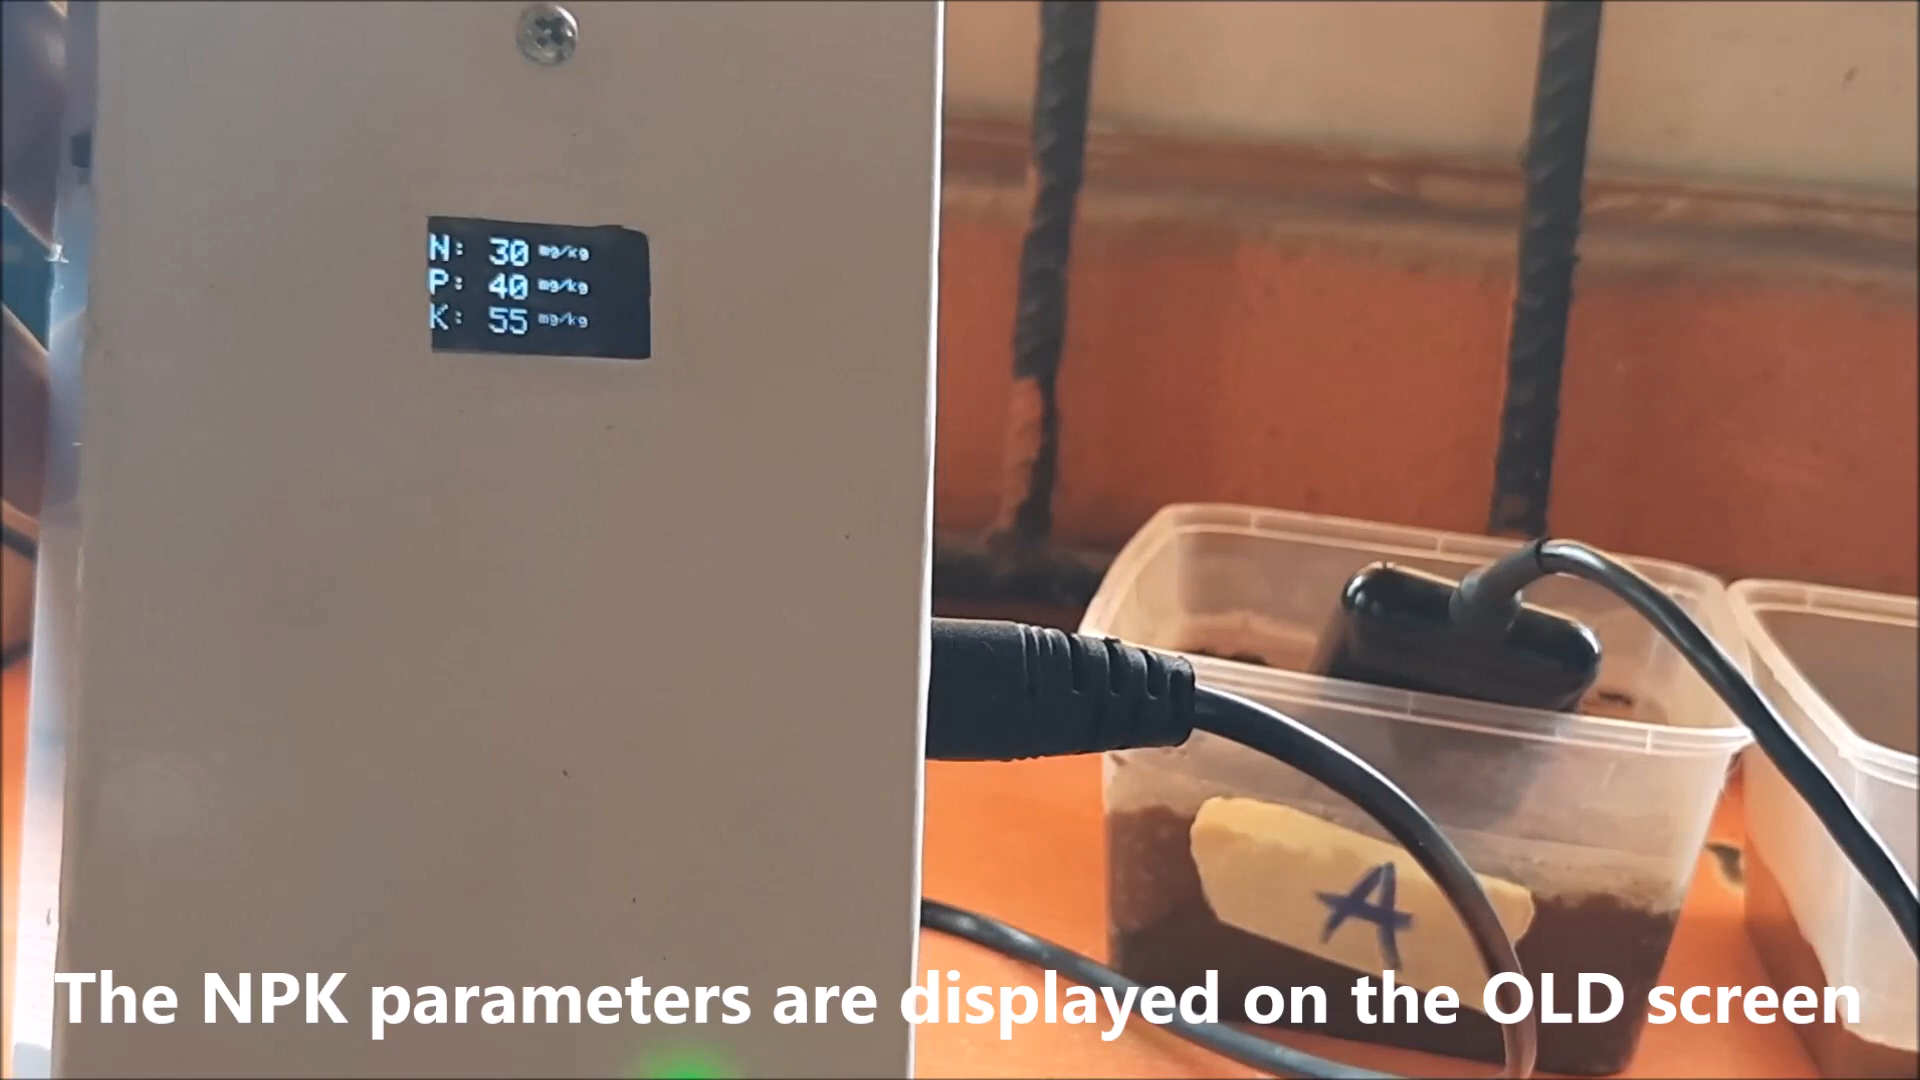 N: 30 mg/kg
P: 40 mg/kg
K: 55 mg/kg
A
The NPK parameters are displayed on the OLD screen